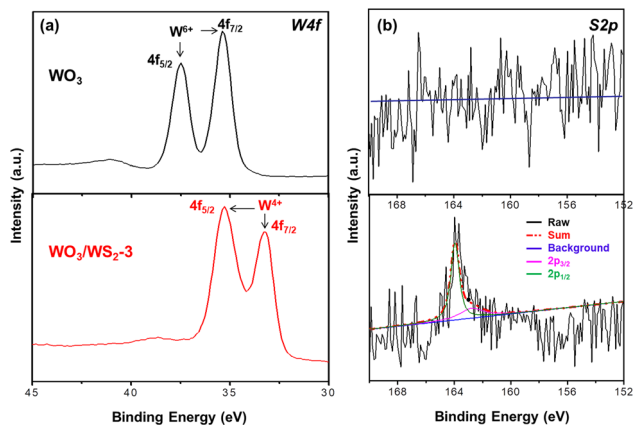 (a)
W4f
W⁶⁺
4f₇/₂
4f₅/₂
WO₃
4f₅/₂
W⁴⁺
4f₇/₂
WO₃/WS₂-3
Intensity (a.u.)
45 40 35 30
Binding Energy (eV)
(b)
S2p
168 164 160 156 152
Raw
Sum
Background
2p₃/₂
2p₁/₂
Intensity (a.u.)
168 164 160 156 152
Binding Energy (eV)